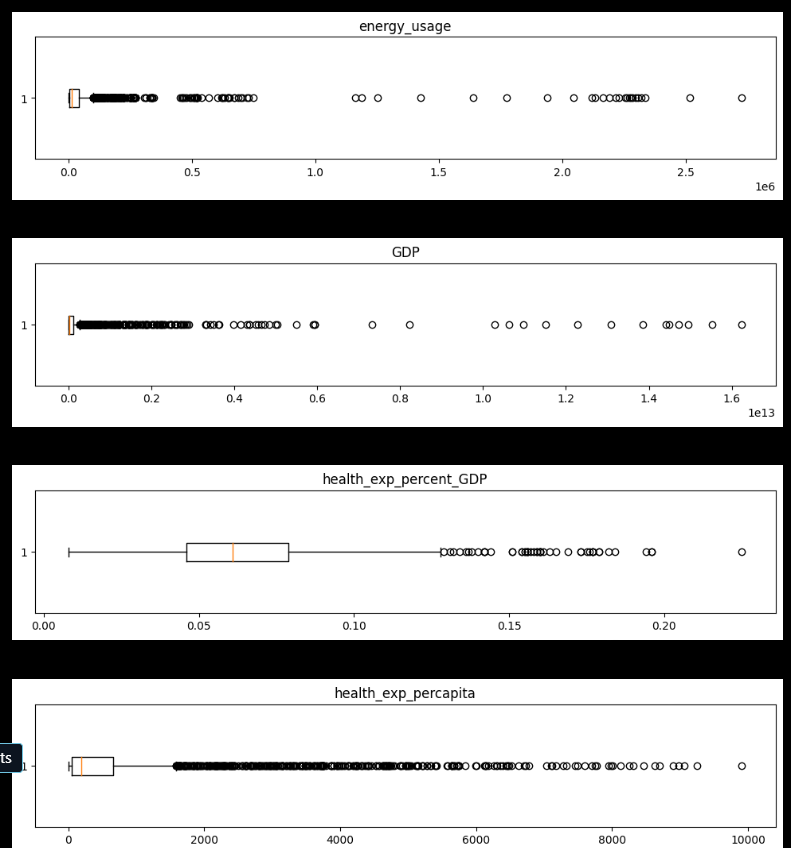 energy_usage
1
0.0 0.5 1.0 1.5 2.0 2.5
1e6
GDP
1
0.0 0.2 0.4 0.6 0.8 1.0 1.2 1.4 1.6
1e13
health_exp_percent_GDP
1
0.00 0.05 0.10 0.15 0.20
health_exp_percapita
ts 1
0 2000 4000 6000 8000 10000